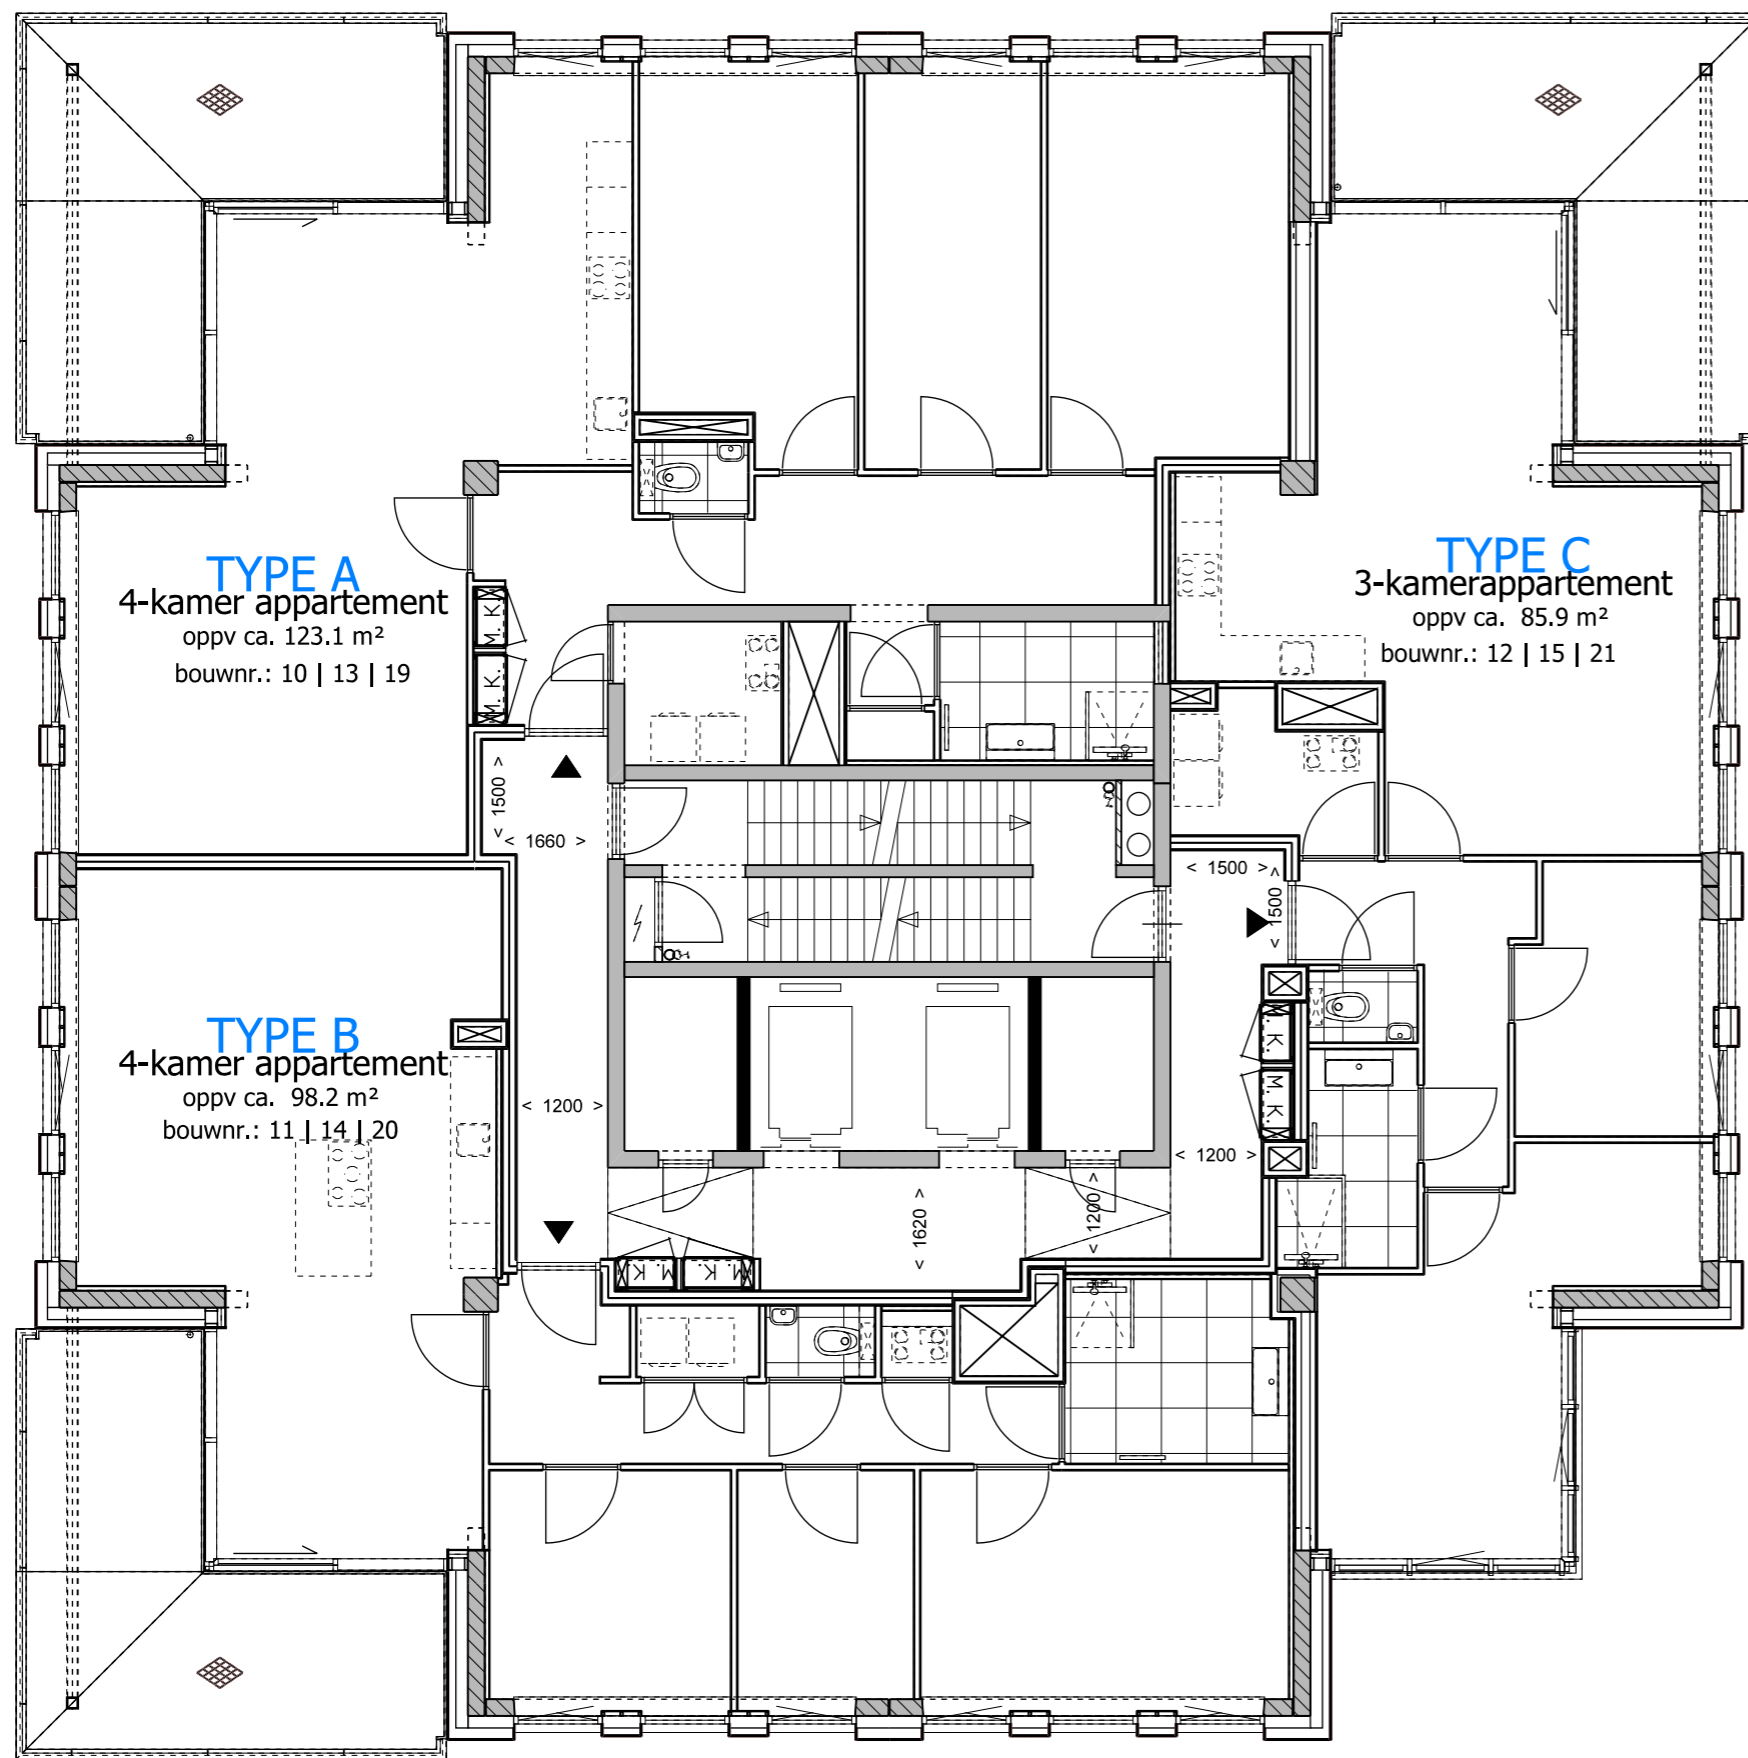 TYPE A
4-kamer appartement
oppv ca. 123.1 m²
bouwnr.: 10 | 13 | 19
TYPE C
3-kamerappartement
oppv ca. 85.9 m²
bouwnr.: 12 | 15 | 21
M. K.
M. K.
< 1500 >
< 1660 >
< 1500 >
< 1500 >
TYPE B
4-kamer appartement
oppv ca. 98.2 m²
bouwnr.: 11 | 14 | 20
< 1200 >
M. K.
M. K.
< 1200 >
< 1620 >
< 1200 >
M. K.
M. K.